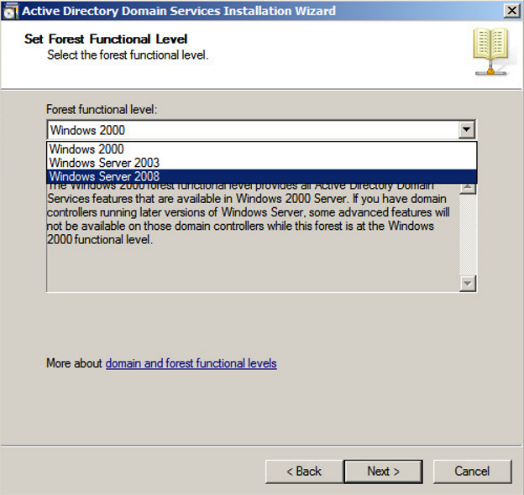 Active Directory Domain Services Installation Wizard
Set Forest Functional Level
Select the forest functional level.
Forest functional level:
Windows 2000
Windows 2000
Windows Server 2003
Windows Server 2008
The Windows 2000 forest functional level provides all Active Directory Domain
Services features that are available in Windows 2000 Server. If you have domain
controllers running later versions of Windows Server, some advanced features will
not be available on those domain controllers while this forest is at the Windows
2000 functional level.
More about domain and forest functional levels
< Back
Next >
Cancel